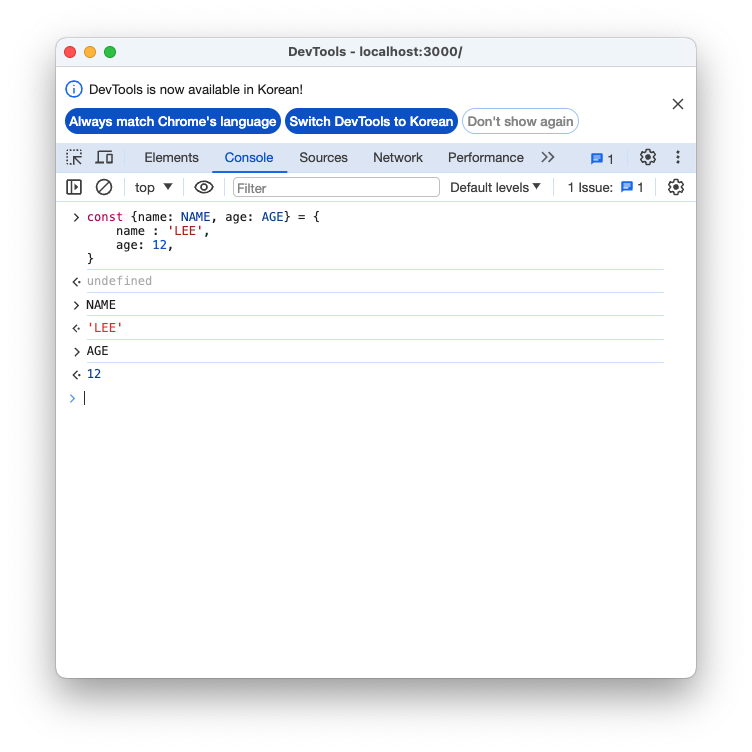 DevTools - localhost:3000/
DevTools is now available in Korean!
Always match Chrome's language Switch DevTools to Korean Don't show again
Elements Console Sources Network Performance 1
top Filter Default levels 1 Issue: 1
const {name: NAME, age: AGE} = {
name : 'LEE',
age: 12,
}
undefined
NAME
'LEE'
AGE
12